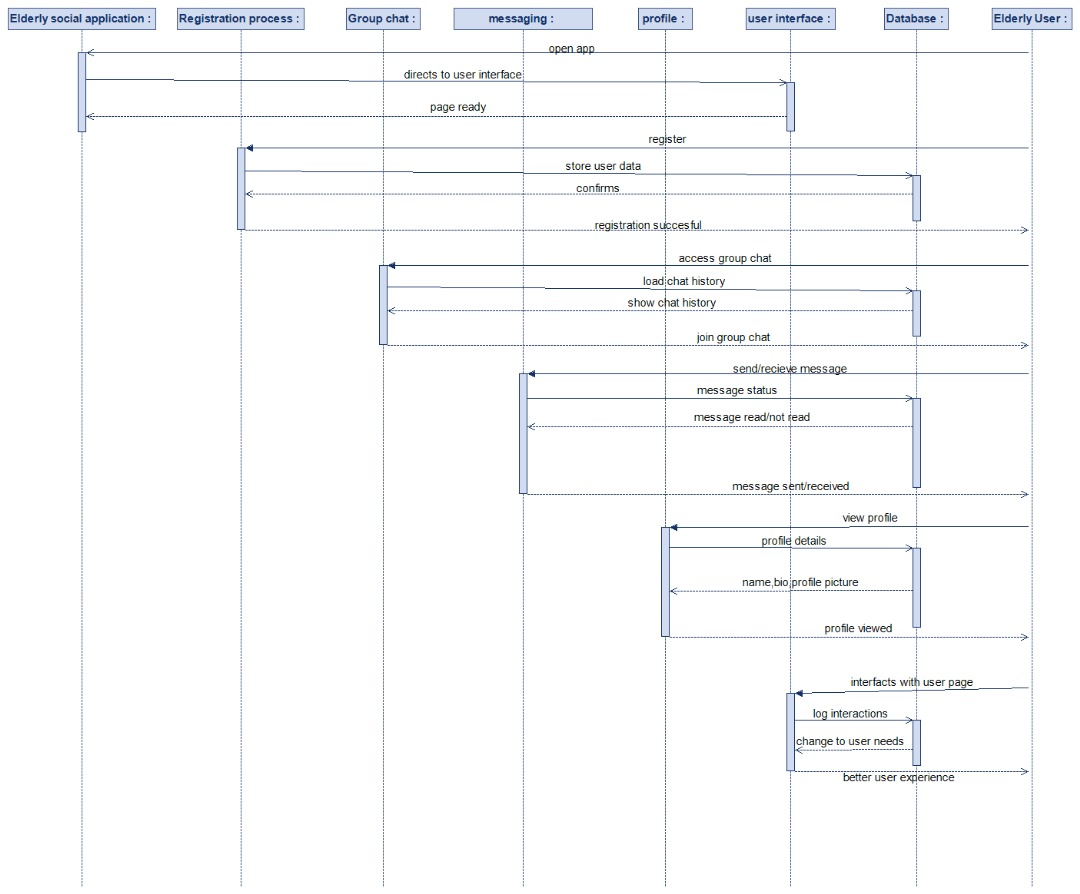 Elderly social application :
Registration process :
Group chat :
messaging :
profile :
user interface :
Database :
Elderly User :
open app
directs to user interface
page ready
register
store user data
confirms
registration succesful
access group chat
load chat history
show chat history
join group chat
send/recieve message
message status
message read/not read
message sent/received
view profile
profile details
name,bio,profile picture
profile viewed
interfacts with user page
log interactions
change to user needs
better user experience